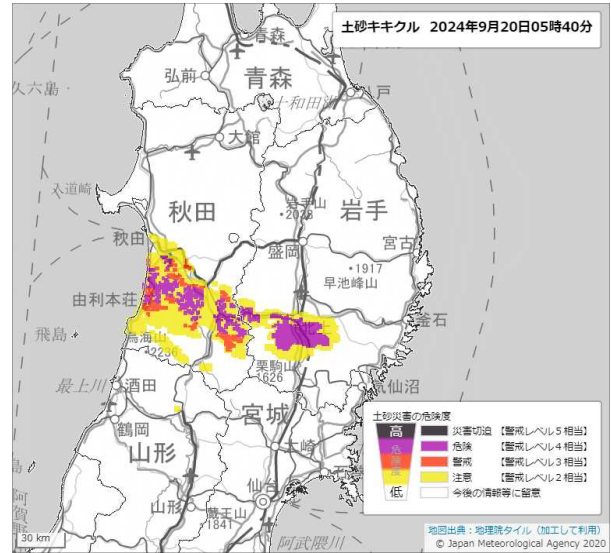 土砂キキクル 2024年9月20日05時40分
青森
弘前
青森
久六島
十和田湖
八戸
大館
入道崎
秋田
岩手山
2038
岩手
秋田
盛岡
宮古
1917
早池峰山
由利本荘
釜石
飛島
鳥海山
2236
栗駒山
1626
最上川
酒田
気仙沼
宮城
鶴岡
山形
大崎
仙台
山形
蔵王山
1841
阿武隈川
土砂災害の危険度
高
危険度
低
災害切迫 【警戒レベル5相当】
危険 【警戒レベル4相当】
警戒 【警戒レベル3相当】
注意 【警戒レベル2相当】
今後の情報等に留意
30 km
地図出典:地理院タイル(加工して利用)
© Japan Meteorological Agency 2020